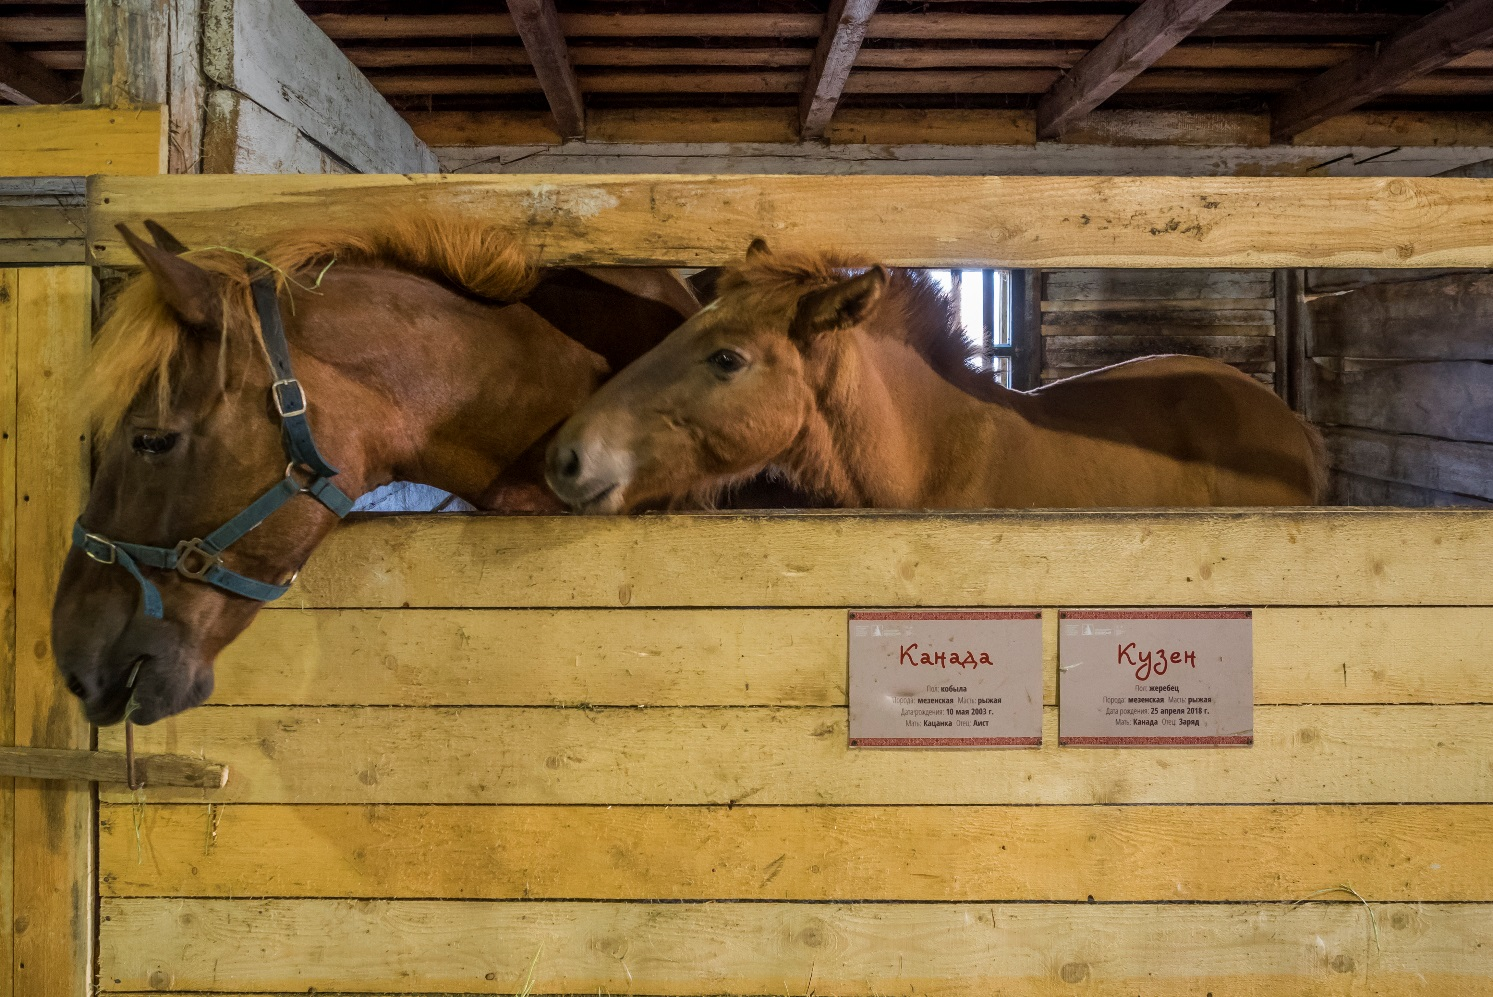 Канада
Пол: кобыла
Порода: мезенская Масть: рыжая
Дата рождения: 10 мая 2003 г.
Мать: Кацанка Отец: Аист
Кузен
Пол: жеребец
Порода: мезенская Масть: рыжая
Дата рождения: 25 апреля 2018 г.
Мать: Канада Отец: Заряд